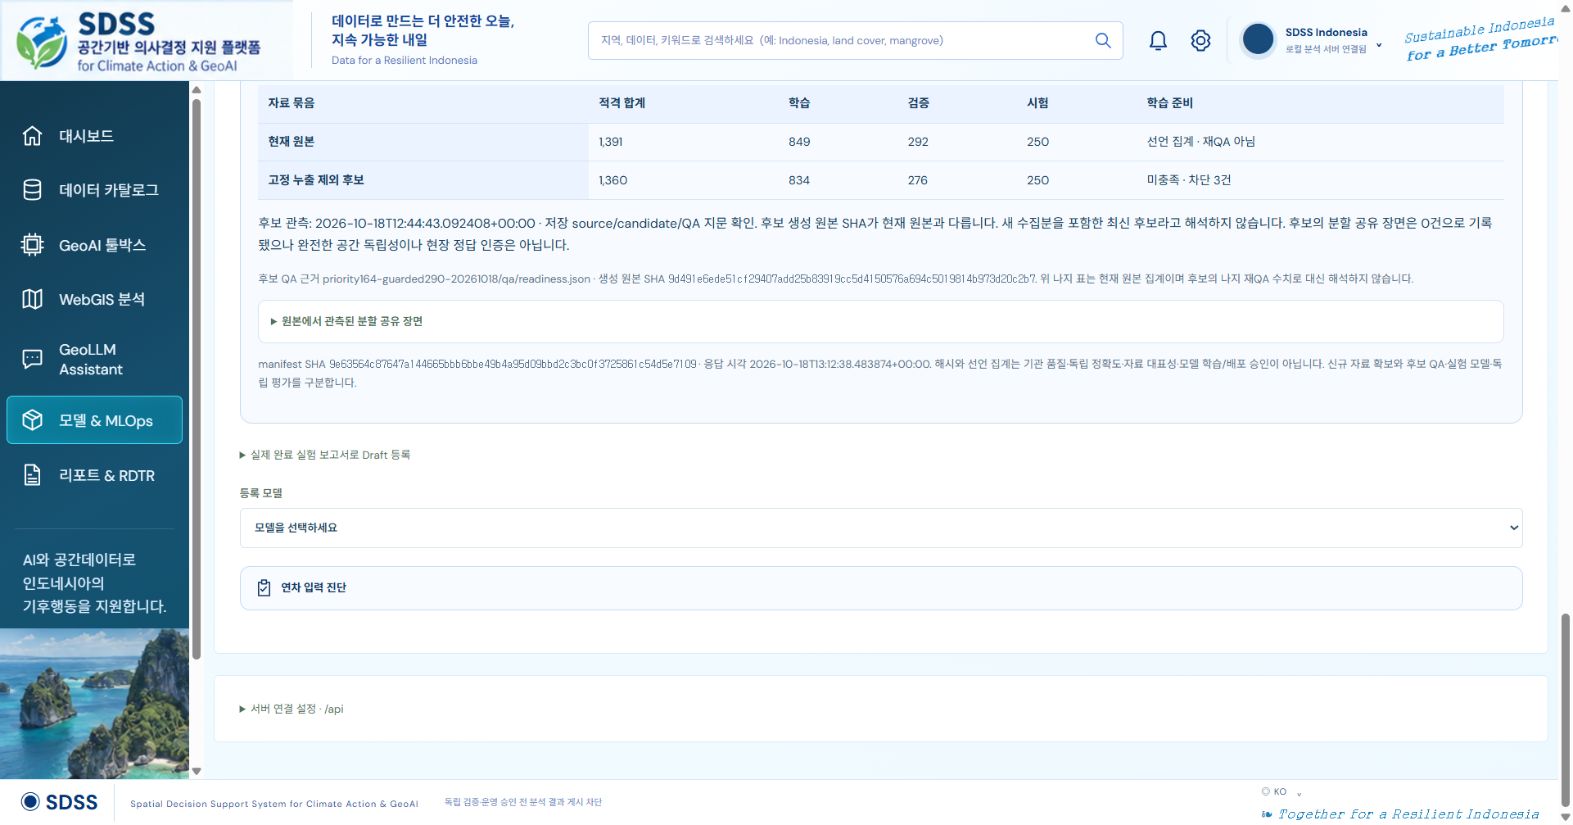 SDSS
공간기반 의사결정 지원 플랫폼
for Climate Action & GeoAI
데이터로 만드는 더 안전한 오늘,
지속 가능한 내일
Data for a Resilient Indonesia
지역, 데이터, 키워드로 검색하세요 (예: Indonesia, land cover, mangrove)
SDSS Indonesia
로컬 분석 서버 연결됨
Sustainable Indonesia
for a Better Tomorr
대시보드
데이터 카탈로그
GeoAI 툴박스
WebGIS 분석
GeoLLM
Assistant
모델 & MLOps
리포트 & RDTR
AI와 공간데이터로
인도네시아의
기후행동을 지원합니다.
자료 묶음 적격 합계 학습 검증 시험 학습 준비
현재 원본 1,391 849 292 250 선언 집계 · 재QA 아님
고정 누출 제외 후보 1,360 834 276 250 미충족 · 차단 3건
후보 관측: 2026-10-18T12:44:43.092408+00:00 · 저장 source/candidate/QA 지문 확인. 후보 생성 원본 SHA가 현재 원본과 다릅니다. 새 수집분을 포함한 최신 후보라고 해석하지 않습니다. 후보의 분할 공유 장면은 0건으로 기록
됐으나 완전한 공간 독립성이나 현장 정답 인증은 아닙니다.
후보 QA 근거 priority164-guarded290-20261018/qa/readiness.json · 생성 원본 SHA 9d491e6ede51cf29407add25b83919cc5d4150576a694c5019814b973d20c2b7. 위 나지 표는 현재 원본 집계이며 후보의 나지 재QA 수치로 대신 해석하지 않습니다.
▶ 원본에서 관측된 분할 공유 장면
manifest SHA 9e63564c87647a144665bbb6bbe49b4a95d09bbd2c3bc0f3725861c54d5e7109 · 응답 시각 2026-10-18T13:12:38.483874+00:00. 해시와 선언 집계는 기관 품질·독립 정확도·자료 대표성·모델 학습/배포 승인이 아닙니다. 신규 자료 확보와 후보 QA·실험 모델·독
립 평가를 구분합니다.
▶ 실제 완료 실험 보고서로 Draft 등록
등록 모델
모델을 선택하세요
연차 입력 진단
▶ 서버 연결 설정 · /api
SDSS
Spatial Decision Support System for Climate Action & GeoAI
독립 검증·운영 승인 전 분석 결과 게시 차단
KO
Together for a Resilient Indonesia